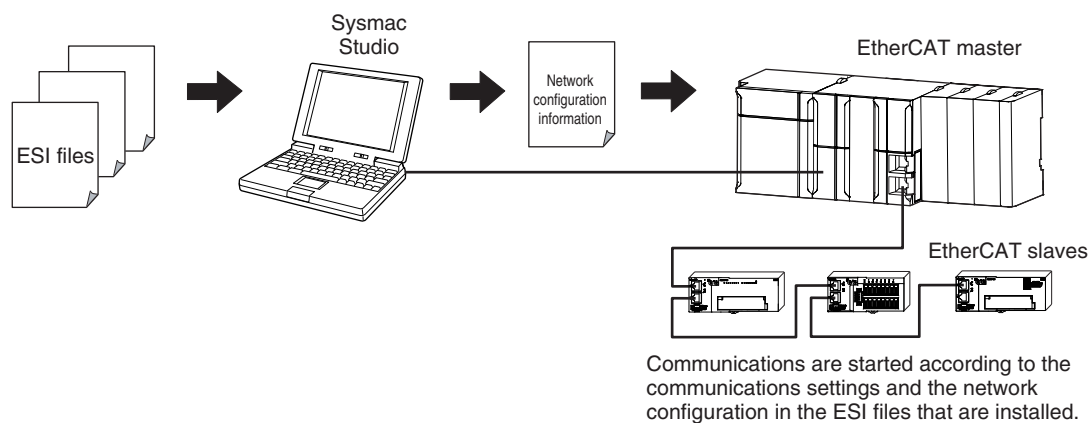 Sysmac
Studio
EtherCAT master
Network
configuration
information
ESI files
EtherCAT slaves
Communications are started according to the
communications settings and the network
configuration in the ESI files that are installed.